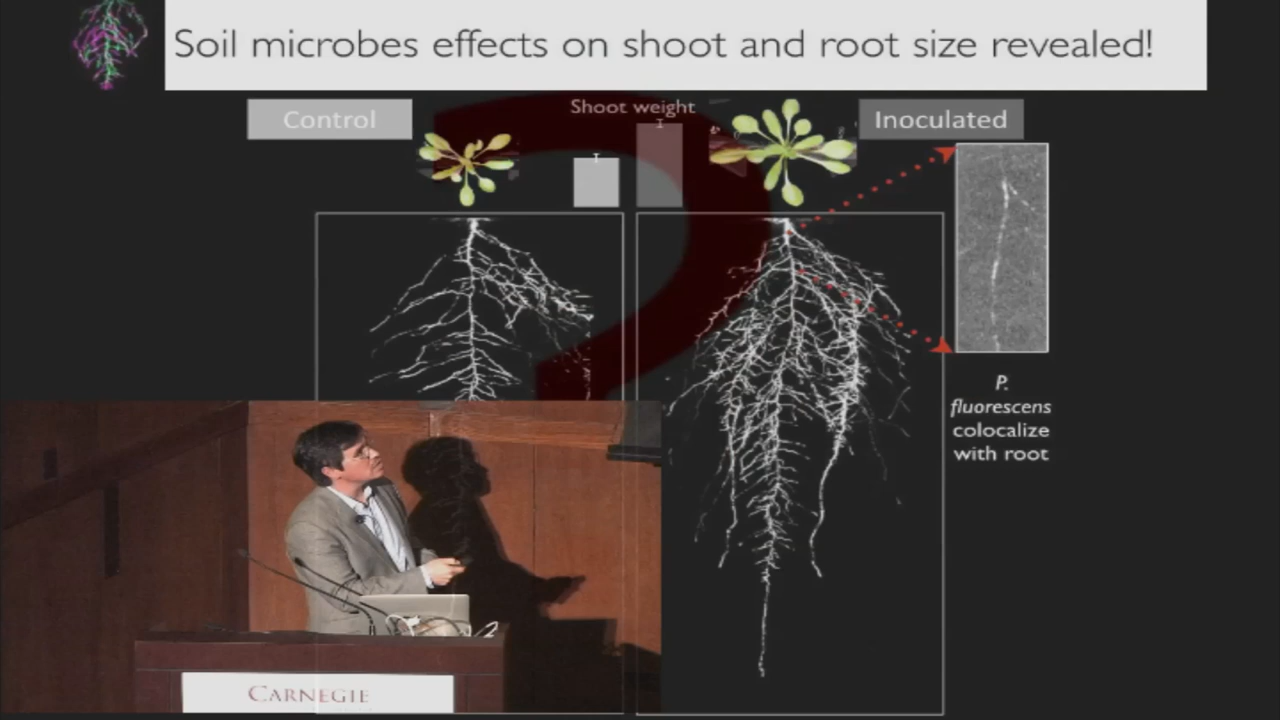 Soil microbes effects on shoot and root size revealed!
Control
Shoot weight
Inoculated
P.
fluorescens
colocalize
with root
CARNEGIE